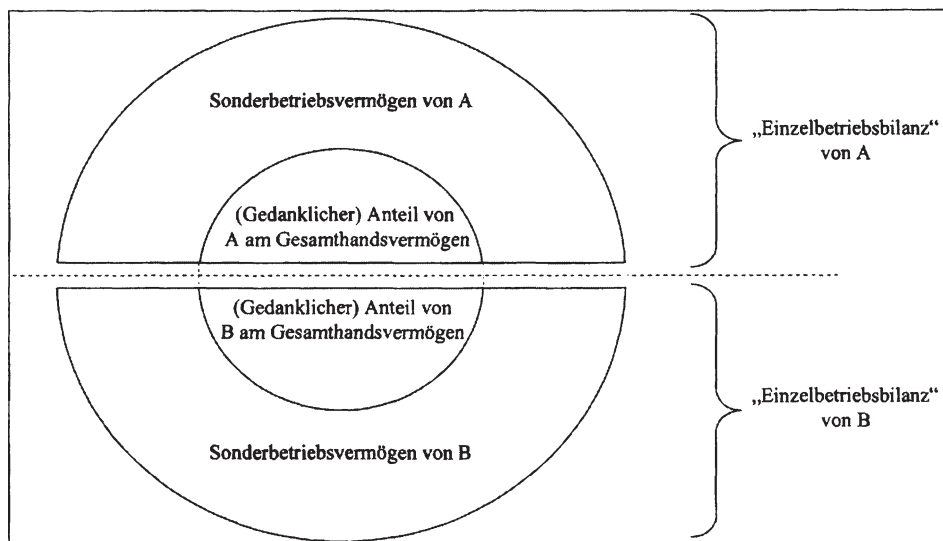 Sonderbetriebsvermögen von A
„Einzelbetriebsbilanz“
von A
(Gedanklicher) Anteil von
A am Gesamthandsvermögen
(Gedanklicher) Anteil von
B am Gesamthandsvermögen
„Einzelbetriebsbilanz“
von B
Sonderbetriebsvermögen von B